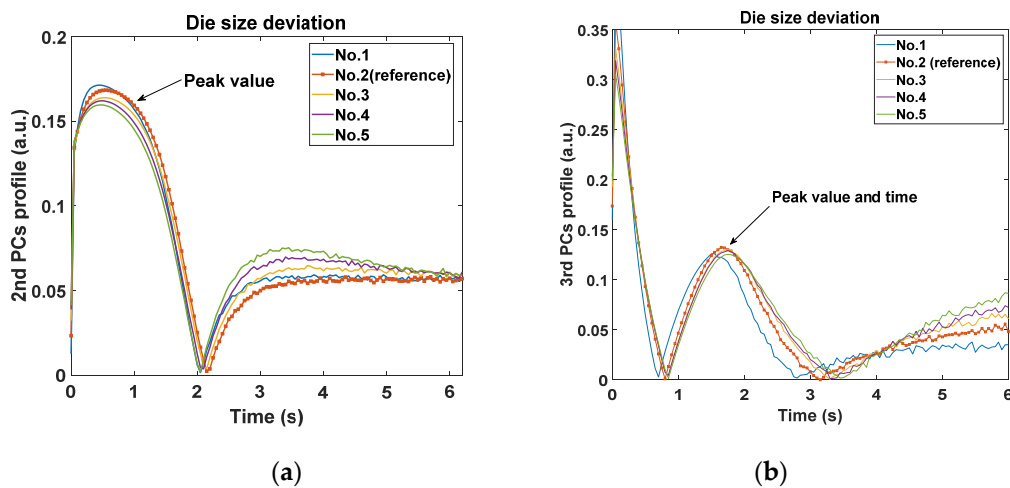 Die size deviation
2nd PCs profile (a.u.)
0.2
0.15
0.1
0.05
0
No.1
No.2(reference)
No.3
No.4
No.5
Peak value
0 1 2 3 4 5 6
Time (s)
(a)
Die size deviation
3rd PCs profile (a.u.)
0.35
0.3
0.25
0.2
0.15
0.1
0.05
0
No.1
No.2 (reference)
No.3
No.4
No.5
Peak value and time
0 1 2 3 4 5 6
Time (s)
(b)